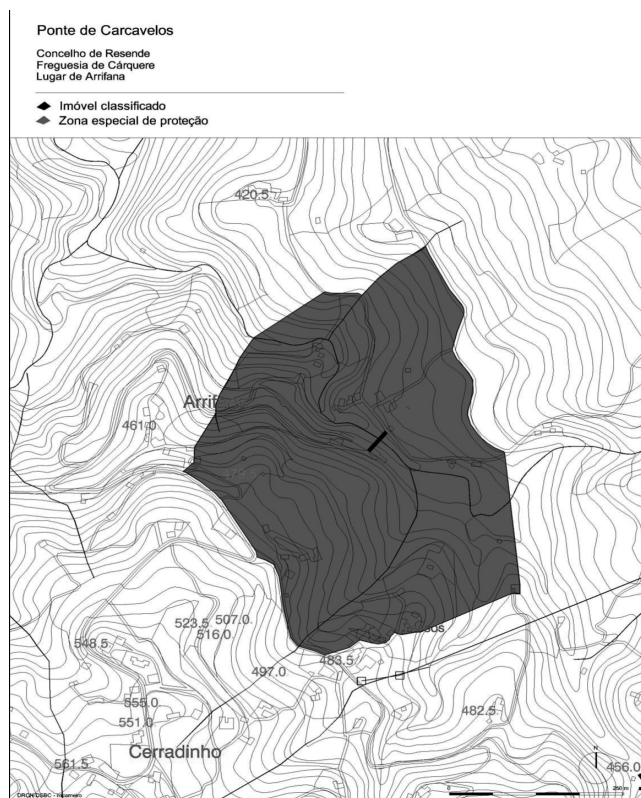 Ponte de Carcavelos
Concelho de Resende
Freguesia de Cárquere
Lugar de Arrifana
Imóvel classificado
Zona especial de proteção
420.5
461.0
523.5
507.0
516.0
548.5
497.0
483.5
555.0
551.0
482.5
Cerradinho
561.5
456.0
N
0
250 m